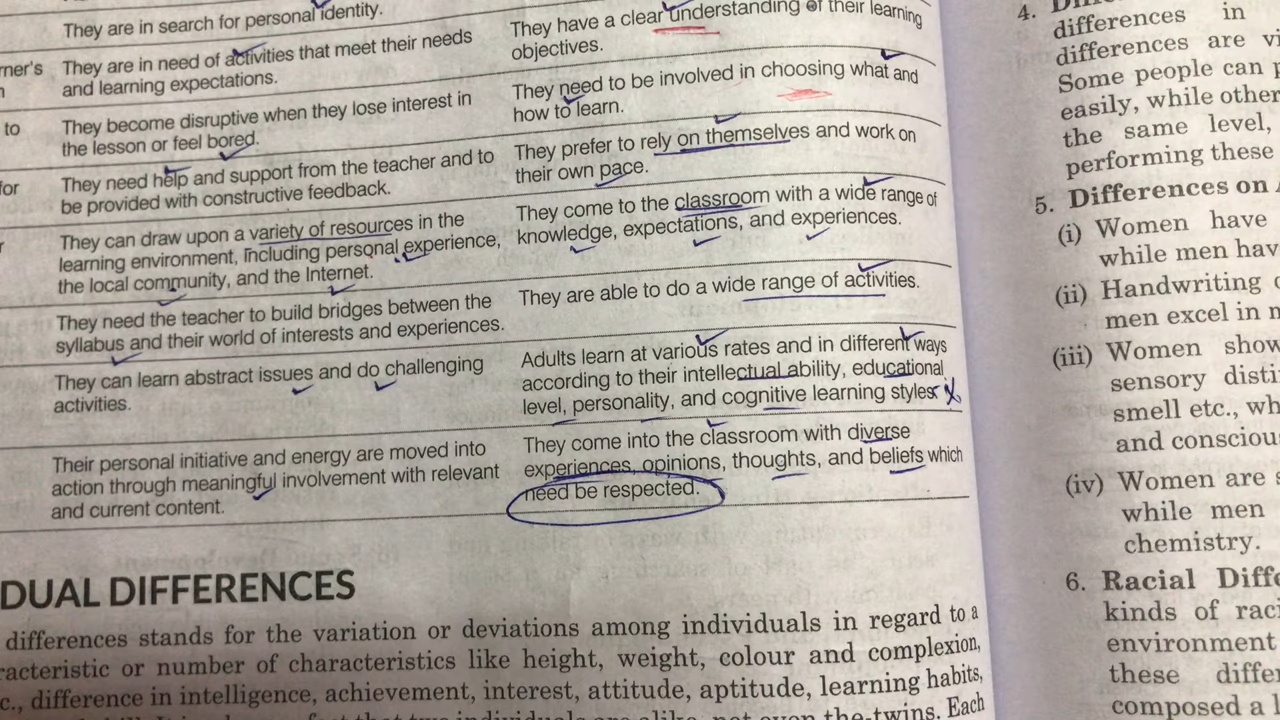 They are in search for personal identity.
rner's They are in need of activities that meet their needs
and learning expectations.
to They become disruptive when they lose interest in
the lesson or feel bored.
for They need help and support from the teacher and to
be provided with constructive feedback.
They can draw upon a variety of resources in the
learning environment, including personal experience,
the local community, and the Internet.
They need the teacher to build bridges between the
syllabus and their world of interests and experiences.
They can learn abstract issues and do challenging
activities.
Their personal initiative and energy are moved into
action through meaningful involvement with relevant
and current content.
They have a clear understanding of their learning
objectives.
They need to be involved in choosing what and
how to learn.
They prefer to rely on themselves and work on
their own pace.
They come to the classroom with a wide range of
knowledge, expectations, and experiences.
They are able to do a wide range of activities.
Adults learn at various rates and in different ways
according to their intellectual ability, educational
level, personality, and cognitive learning styles
They come into the classroom with diverse
experiences, opinions, thoughts, and beliefs which
need be respected.
DUAL DIFFERENCES
differences stands for the variation or deviations among individuals in regard to a
racteristic or number of characteristics like height, weight, colour and complexion,
c., difference in intelligence, achievement, interest, attitude, aptitude, learning habits,
two individuals are alike, not even the twins. Each
4.
differences in
differences are vi
Some people can p
easily, while other
the same level,
performing these
5. Differences on
(i) Women have
while men hav
(ii) Handwriting
men excel in m
(iii) Women show
sensory disti
smell etc., wh
and consciou
(iv) Women are s
while men
chemistry.
6. Racial Diffe
kinds of raci
environment
these differ
composed a l